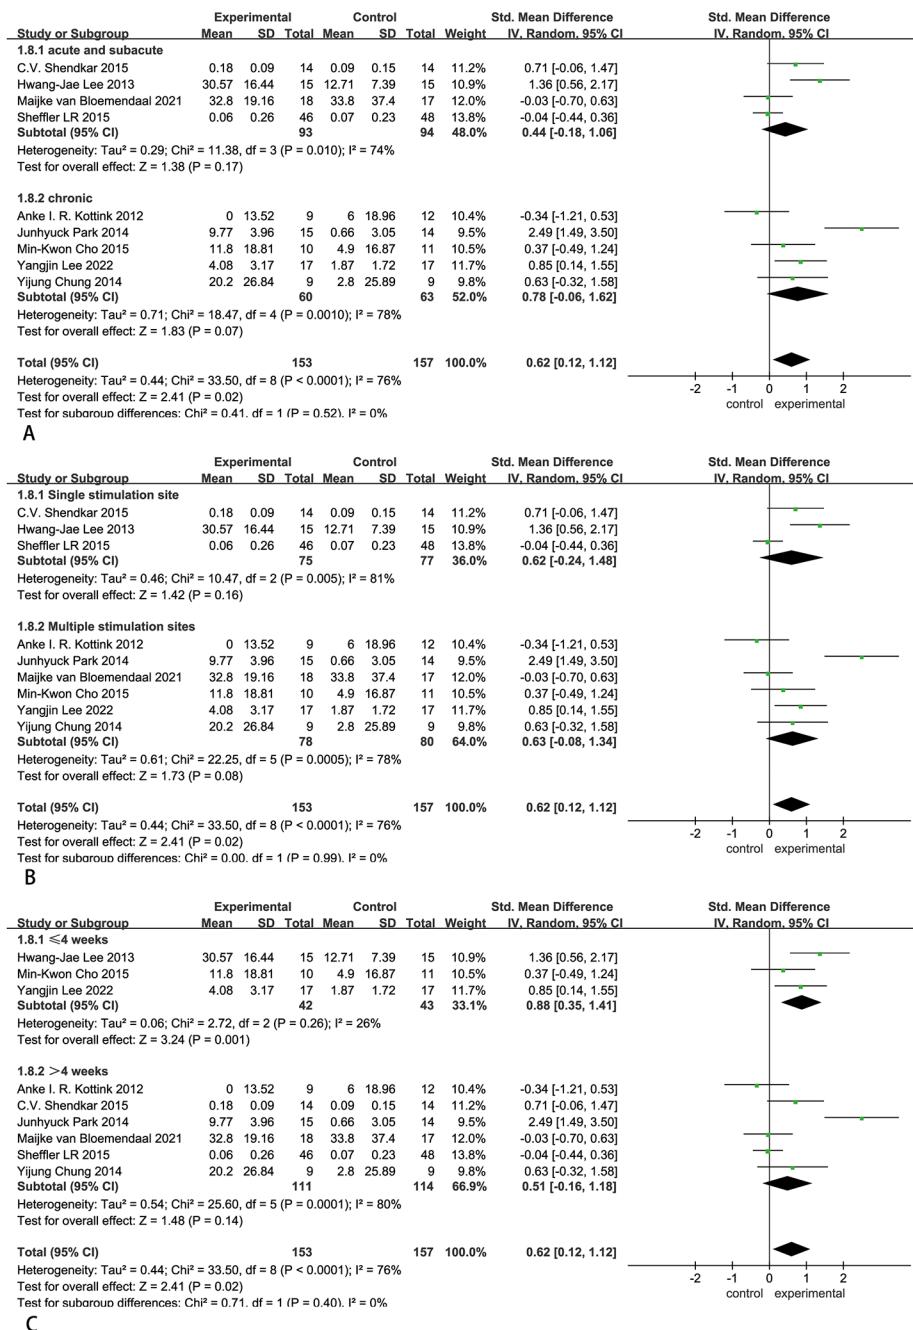 Experimental Control Std. Mean Difference Std. Mean Difference
Study or Subgroup Mean SD Total Mean SD Total Weight IV, Random, 95% CI IV, Random, 95% CI
1.8.1 acute and subacute
C.V. Shendkar 2015 0.18 0.09 14 0.09 0.15 14 11.2% 0.71 [-0.06, 1.47]
Hwang-Jae Lee 2013 30.57 16.44 15 12.71 7.39 15 10.9% 1.36 [0.56, 2.17]
Maijke van Bloemendaal 2021 32.8 19.16 18 33.8 37.4 17 12.0% -0.03 [-0.70, 0.63]
Sheffler LR 2015 0.06 0.26 46 0.07 0.23 48 13.8% -0.04 [-0.44, 0.36]
Subtotal (95% CI) 93 94 48.0% 0.44 [-0.18, 1.06]
Heterogeneity: Tau² = 0.29; Chi² = 11.38, df = 3 (P = 0.010); I² = 74%
Test for overall effect: Z = 1.38 (P = 0.17)
1.8.2 chronic
Anke I. R. Kottink 2012 0 13.52 9 6 18.96 12 10.4% -0.34 [-1.21, 0.53]
Junhyuck Park 2014 9.77 3.96 15 0.66 3.05 14 9.5% 2.49 [1.49, 3.50]
Min-Kwon Cho 2015 11.8 18.81 10 4.9 16.87 11 10.5% 0.37 [-0.49, 1.24]
Yangjin Lee 2022 4.08 3.17 17 1.87 1.72 17 11.7% 0.85 [0.14, 1.55]
Yijung Chung 2014 20.2 26.84 9 2.8 25.89 9 9.8% 0.63 [-0.32, 1.58]
Subtotal (95% CI) 60 63 52.0% 0.78 [-0.06, 1.62]
Heterogeneity: Tau² = 0.71; Chi² = 18.47, df = 4 (P = 0.0010); I² = 78%
Test for overall effect: Z = 1.83 (P = 0.07)
Total (95% CI) 153 157 100.0% 0.62 [0.12, 1.12]
Heterogeneity: Tau² = 0.44; Chi² = 33.50, df = 8 (P < 0.0001); I² = 76%
Test for overall effect: Z = 2.41 (P = 0.02)
Test for subgroup differences: Chi² = 0.41, df = 1 (P = 0.52), I² = 0%
-2 -1 0 1 2
control experimental
A
Experimental Control Std. Mean Difference Std. Mean Difference
Study or Subgroup Mean SD Total Mean SD Total Weight IV, Random, 95% CI IV, Random, 95% CI
1.8.1 Single stimulation site
C.V. Shendkar 2015 0.18 0.09 14 0.09 0.15 14 11.2% 0.71 [-0.06, 1.47]
Hwang-Jae Lee 2013 30.57 16.44 15 12.71 7.39 15 10.9% 1.36 [0.56, 2.17]
Sheffler LR 2015 0.06 0.26 46 0.07 0.23 48 13.8% -0.04 [-0.44, 0.36]
Subtotal (95% CI) 75 77 36.0% 0.62 [-0.24, 1.48]
Heterogeneity: Tau² = 0.46; Chi² = 10.47, df = 2 (P = 0.005); I² = 81%
Test for overall effect: Z = 1.42 (P = 0.16)
1.8.2 Multiple stimulation sites
Anke I. R. Kottink 2012 0 13.52 9 6 18.96 12 10.4% -0.34 [-1.21, 0.53]
Junhyuck Park 2014 9.77 3.96 15 0.66 3.05 14 9.5% 2.49 [1.49, 3.50]
Maijke van Bloemendaal 2021 32.8 19.16 18 33.8 37.4 17 12.0% -0.03 [-0.70, 0.63]
Min-Kwon Cho 2015 11.8 18.81 10 4.9 16.87 11 10.5% 0.37 [-0.49, 1.24]
Yangjin Lee 2022 4.08 3.17 17 1.87 1.72 17 11.7% 0.85 [0.14, 1.55]
Yijung Chung 2014 20.2 26.84 9 2.8 25.89 9 9.8% 0.63 [-0.32, 1.58]
Subtotal (95% CI) 78 80 64.0% 0.63 [-0.08, 1.34]
Heterogeneity: Tau² = 0.61; Chi² = 22.25, df = 5 (P = 0.0005); I² = 78%
Test for overall effect: Z = 1.73 (P = 0.08)
Total (95% CI) 153 157 100.0% 0.62 [0.12, 1.12]
Heterogeneity: Tau² = 0.44; Chi² = 33.50, df = 8 (P < 0.0001); I² = 76%
Test for overall effect: Z = 2.41 (P = 0.02)
Test for subgroup differences: Chi² = 0.00, df = 1 (P = 0.99), I² = 0%
-2 -1 0 1 2
control experimental
B
Experimental Control Std. Mean Difference Std. Mean Difference
Study or Subgroup Mean SD Total Mean SD Total Weight IV, Random, 95% CI IV, Random, 95% CI
1.8.1 ≤4 weeks
Hwang-Jae Lee 2013 30.57 16.44 15 12.71 7.39 15 10.9% 1.36 [0.56, 2.17]
Min-Kwon Cho 2015 11.8 18.81 10 4.9 16.87 11 10.5% 0.37 [-0.49, 1.24]
Yangjin Lee 2022 4.08 3.17 17 1.87 1.72 17 11.7% 0.85 [0.14, 1.55]
Subtotal (95% CI) 42 43 33.1% 0.88 [0.35, 1.41]
Heterogeneity: Tau² = 0.06; Chi² = 2.72, df = 2 (P = 0.26); I² = 26%
Test for overall effect: Z = 3.24 (P = 0.001)
1.8.2 >4 weeks
Anke I. R. Kottink 2012 0 13.52 9 6 18.96 12 10.4% -0.34 [-1.21, 0.53]
C.V. Shendkar 2015 0.18 0.09 14 0.09 0.15 14 11.2% 0.71 [-0.06, 1.47]
Junhyuck Park 2014 9.77 3.96 15 0.66 3.05 14 9.5% 2.49 [1.49, 3.50]
Maijke van Bloemendaal 2021 32.8 19.16 18 33.8 37.4 17 12.0% -0.03 [-0.70, 0.63]
Sheffler LR 2015 0.06 0.26 46 0.07 0.23 48 13.8% -0.04 [-0.44, 0.36]
Yijung Chung 2014 20.2 26.84 9 2.8 25.89 9 9.8% 0.63 [-0.32, 1.58]
Subtotal (95% CI) 111 114 66.9% 0.51 [-0.16, 1.18]
Heterogeneity: Tau² = 0.54; Chi² = 25.60, df = 5 (P = 0.0001); I² = 80%
Test for overall effect: Z = 1.48 (P = 0.14)
Total (95% CI) 153 157 100.0% 0.62 [0.12, 1.12]
Heterogeneity: Tau² = 0.44; Chi² = 33.50, df = 8 (P < 0.0001); I² = 76%
Test for overall effect: Z = 2.41 (P = 0.02)
Test for subgroup differences: Chi² = 0.71, df = 1 (P = 0.40), I² = 0%
-2 -1 0 1 2
control experimental
C